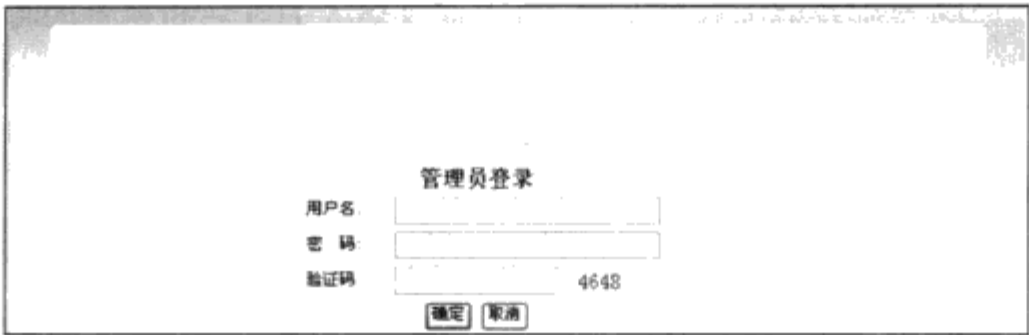 管理员登录
用户名:
密 码:
验证码 4648
确定 取消